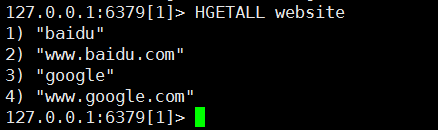 127.0.0.1:6379[1]> HGETALL website
1) "baidu"
2) "www.baidu.com"
3) "google"
4) "www.google.com"
127.0.0.1:6379[1]>